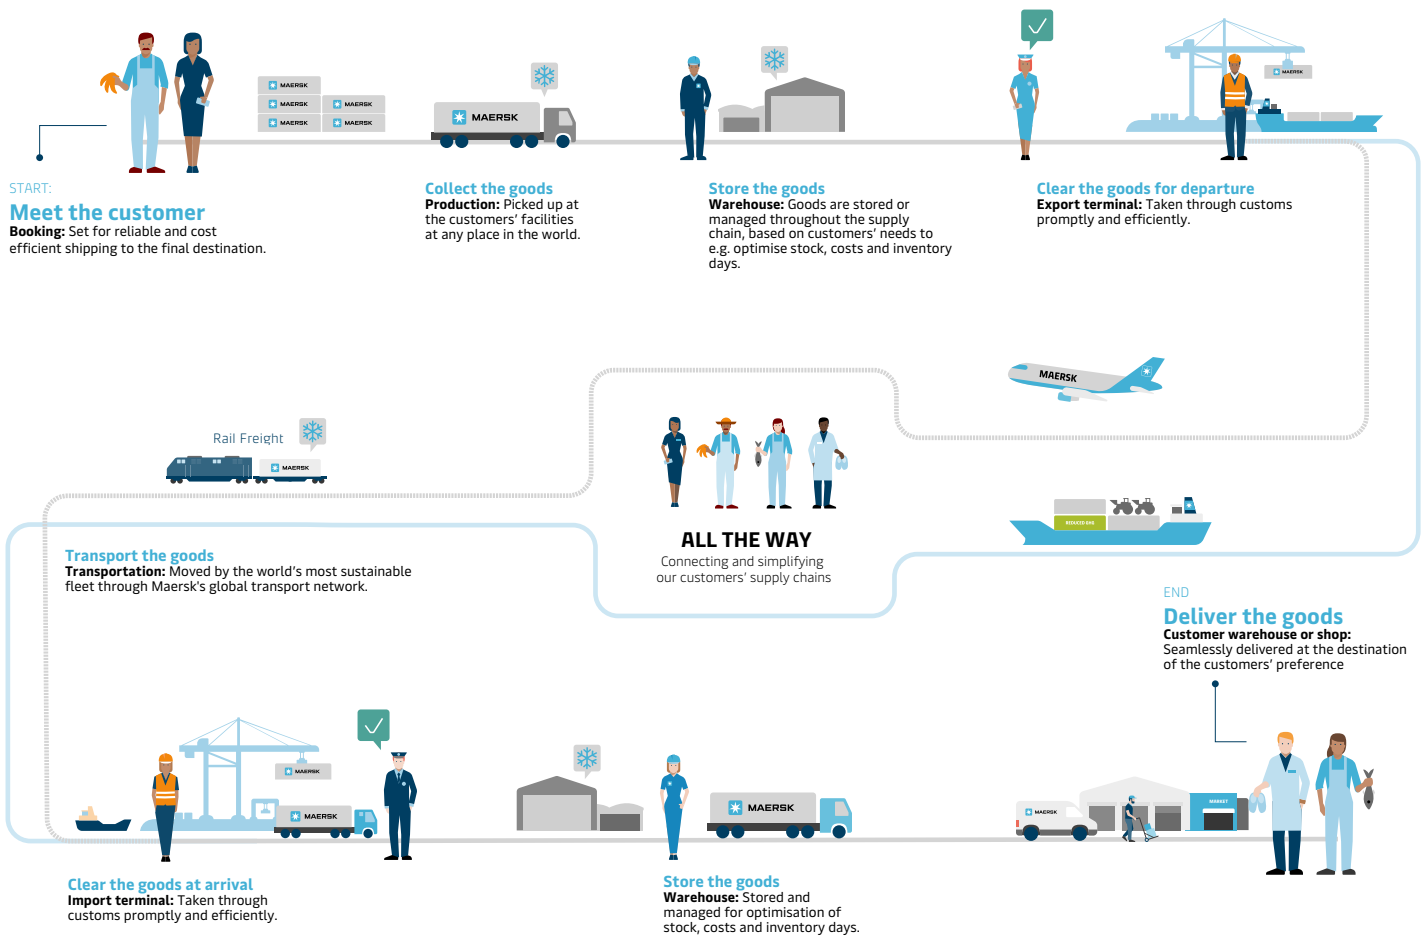 MAERSK
MAERSK
MAERSK
MAERSK
MAERSK
MAERSK
MAERSK
START:
Meet the customer
Booking: Set for reliable and cost
efficient shipping to the final destination.
Collect the goods
Production: Picked up at
the customers’ facilities
at any place in the world.
Store the goods
Warehouse: Goods are stored or
managed throughout the supply
chain, based on customers’ needs to
e.g. optimise stock, costs and inventory
days.
Clear the goods for departure
Export terminal: Taken through customs
promptly and efficiently.
MAERSK
Rail Freight
MAERSK
REDUCED GHG
ALL THE WAY
Connecting and simplifying
our customers’ supply chains
Transport the goods
Transportation: Moved by the world’s most sustainable
fleet through Maersk's global transport network.
END
Deliver the goods
Customer warehouse or shop:
Seamlessly delivered at the destination
of the customers’ preference
MAERSK
MAERSK
MAERSK
MAERSK
MARKET
Clear the goods at arrival
Import terminal: Taken through
customs promptly and efficiently.
Store the goods
Warehouse: Stored and
managed for optimisation of
stock, costs and inventory days.